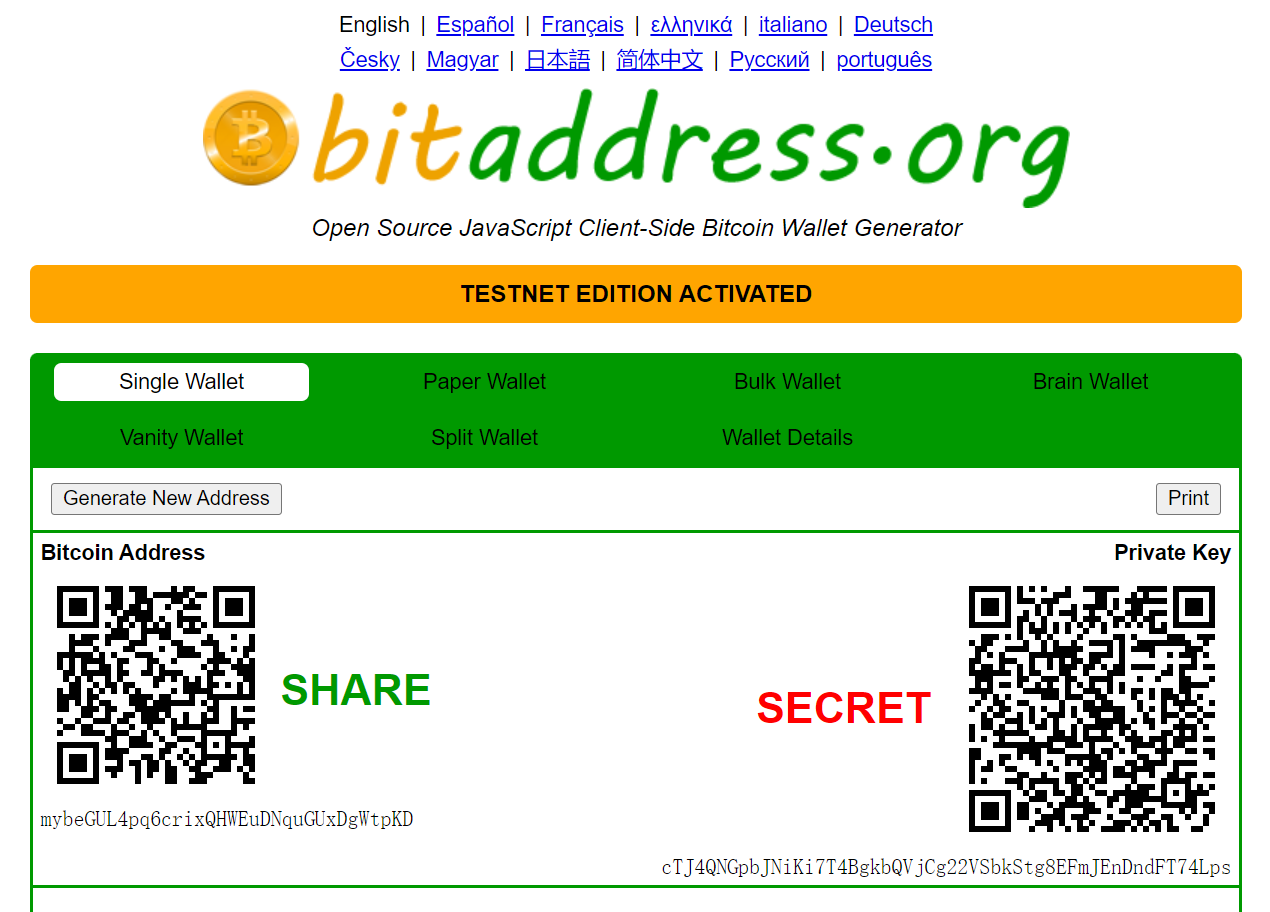 English | Español | Français | ελληνικά | italiano | Deutsch
Česky | Magyar | 日本語 | 简体中文 | Русский | português
bitaddress.org
Open Source JavaScript Client-Side Bitcoin Wallet Generator
TESTNET EDITION ACTIVATED
Single Wallet Paper Wallet Bulk Wallet Brain Wallet
Vanity Wallet Split Wallet Wallet Details
Generate New Address Print
Bitcoin Address Private Key
SHARE
SECRET
mybeGUL4pq6crixQHWEuDNquGUxDgWtpKD
cTJ4QNGpbJNiKi7T4BgkbQVjCg22VSbkStg8EFmJEnDndFT74Lps